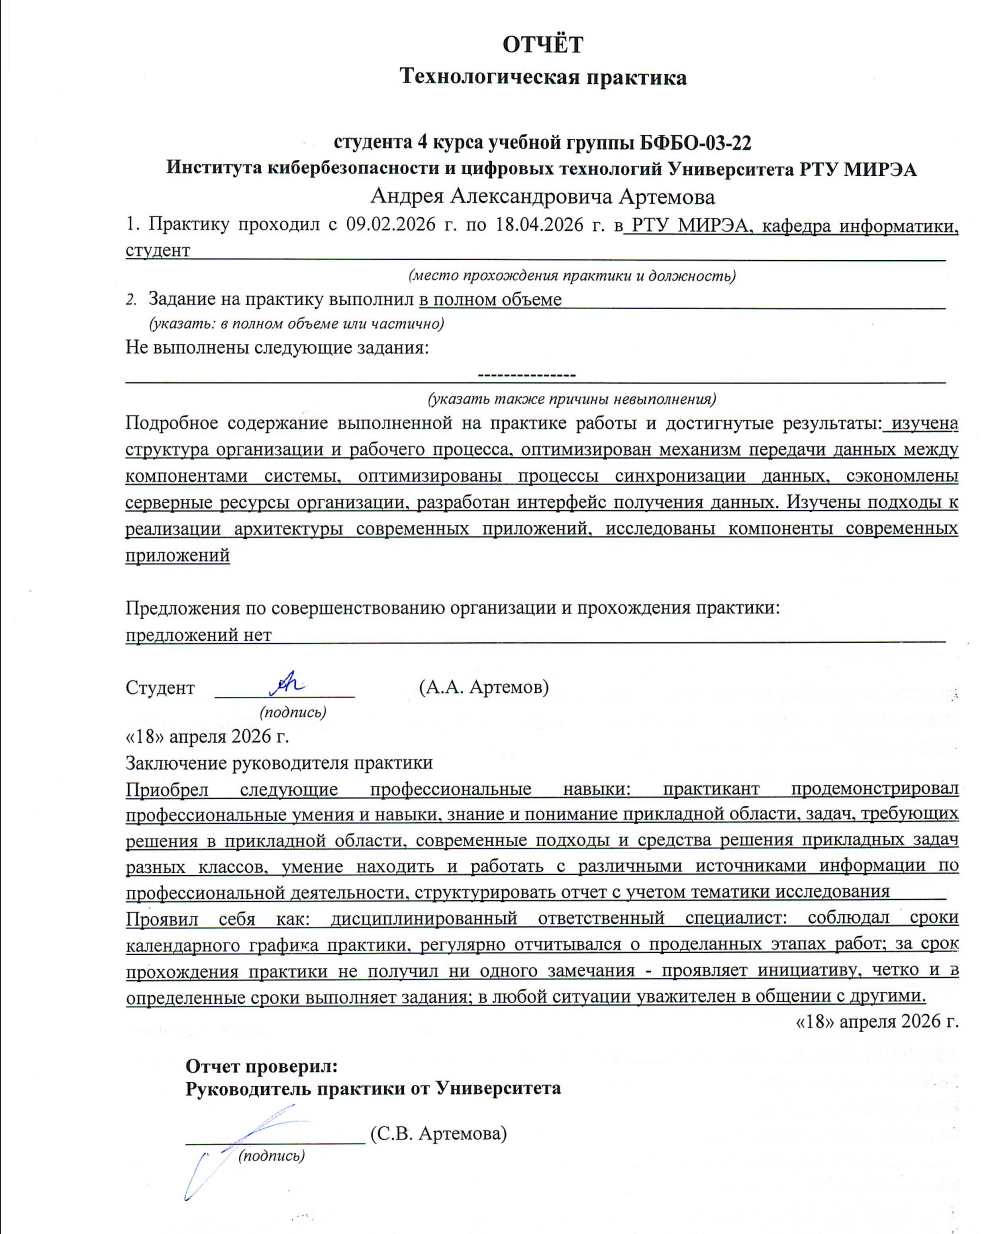 ОТЧЁТ
Технологическая практика
студента 4 курса учебной группы БФБО-03-22
Института кибербезопасности и цифровых технологий Университета РТУ МИРЭА
Андрея Александровича Артемова
1. Практику проходил с 09.02.2026 г. по 18.04.2026 г. в РТУ МИРЭА, кафедра информатики,
студент
(место прохождения практики и должность)
2. Задание на практику выполнил в полном объеме
(указать: в полном объеме или частично)
Не выполнены следующие задания:
---------------
(указать также причины невыполнения)
Подробное содержание выполненной на практике работы и достигнутые результаты: изучена
структура организации и рабочего процесса, оптимизирован механизм передачи данных между
компонентами системы, оптимизированы процессы синхронизации данных, сэкономлены
серверные ресурсы организации, разработан интерфейс получения данных. Изучены подходы к
реализации архитектуры современных приложений, исследованы компоненты современных
приложений
Предложения по совершенствованию организации и прохождения практики:
предложений нет
Студент (А.А. Артемов)
(подпись)
«18» апреля 2026 г.
Заключение руководителя практики
Приобрел следующие профессиональные навыки: практикант продемонстрировал
профессиональные умения и навыки, знание и понимание прикладной области, задач, требующих
решения в прикладной области, современные подходы и средства решения прикладных задач
разных классов, умение находить и работать с различными источниками информации по
профессиональной деятельности, структурировать отчет с учетом тематики исследования
Проявил себя как: дисциплинированный ответственный специалист: соблюдал сроки
календарного графика практики, регулярно отчитывался о проделанных этапах работ; за срок
прохождения практики не получил ни одного замечания - проявляет инициативу, четко и в
определенные сроки выполняет задания; в любой ситуации уважителен в общении с другими.
«18» апреля 2026 г.
Отчет проверил:
Руководитель практики от Университета
(С.В. Артемова)
(подпись)